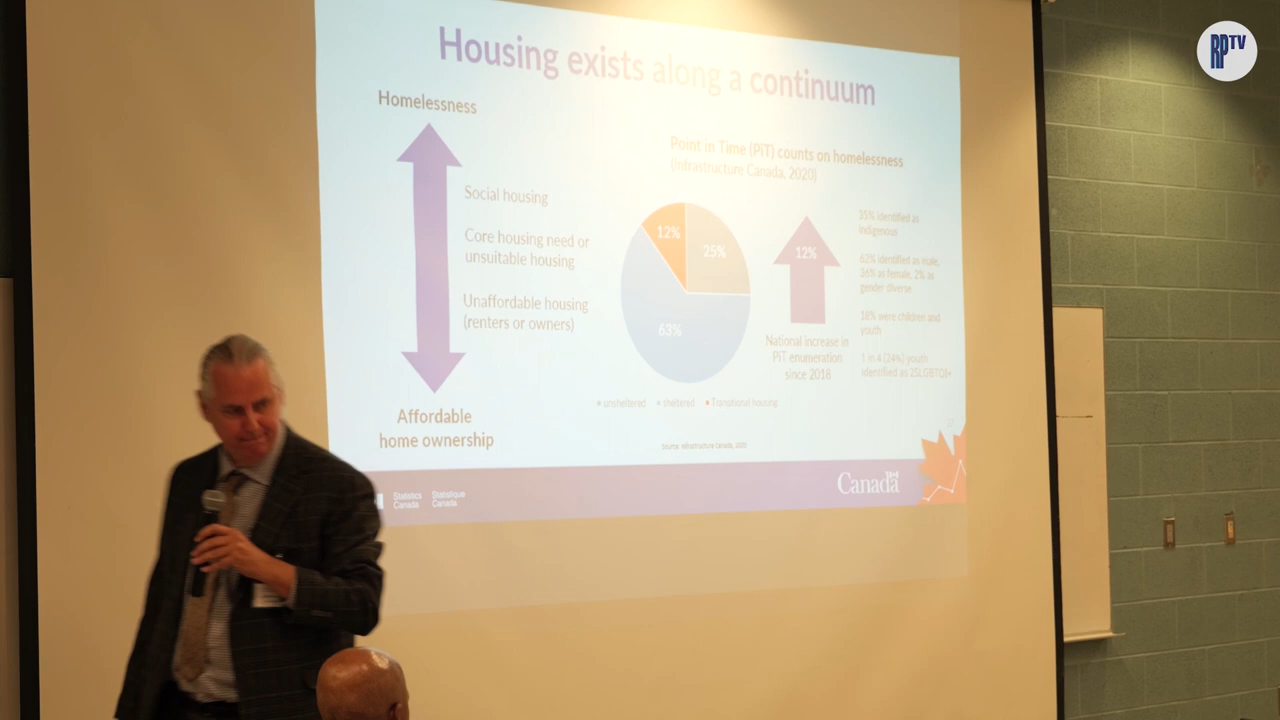 RPTV
Housing exists along a continuum
Homelessness
Social housing
Core housing need or
unsuitable housing
Unaffordable housing
(renters or owners)
Affordable
home ownership
Point in Time (PiT) counts on homelessness
(Infrastructure Canada, 2020)
12%
25%
63%
unsheltered
sheltered
Transitional housing
12%
National increase in
PiT enumeration
since 2018
35% identified as
indigenous
62% identified as male,
36% as female, 2% as
gender diverse
18% were children and
youth
1 in 4 (24%) youth
identified as 2SLGBTQI+
Source: Infrastructure Canada, 2020
Statistics
Canada
Statistique
Canada
Canada